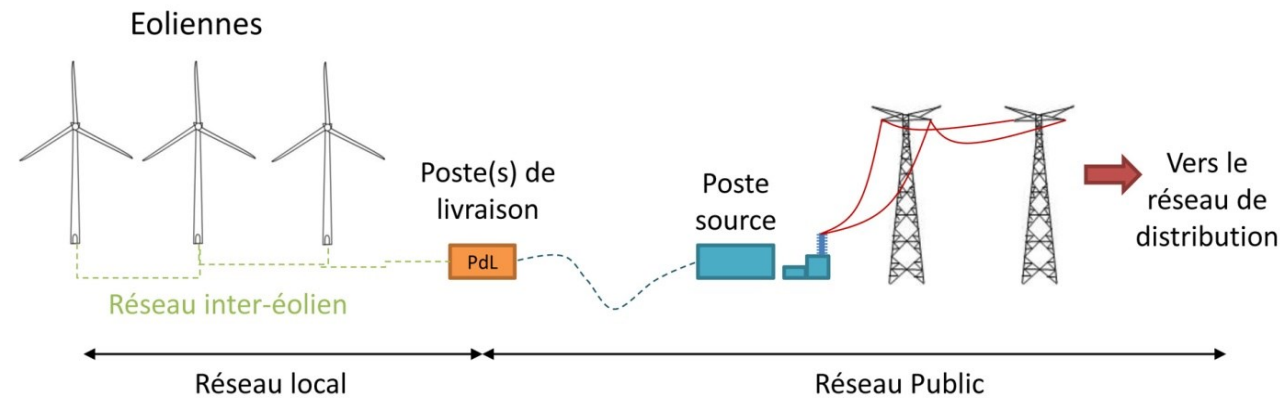 Eoliennes
Poste(s) de
livraison
Poste
source
Vers le
réseau de
distribution
PdL
Réseau inter-éolien
Réseau local
Réseau Public